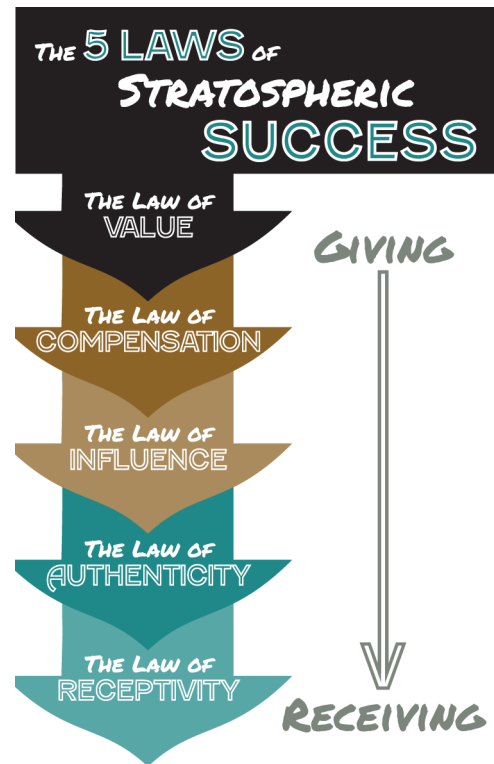 The 5 LAWS of
Stratospheric
SUCCESS
The Law of
VALUE
Giving
The Law of
COMPENSATION
The Law of
INFLUENCE
The Law of
AUTHENTICITY
The Law of
RECEPTIVITY
Receiving